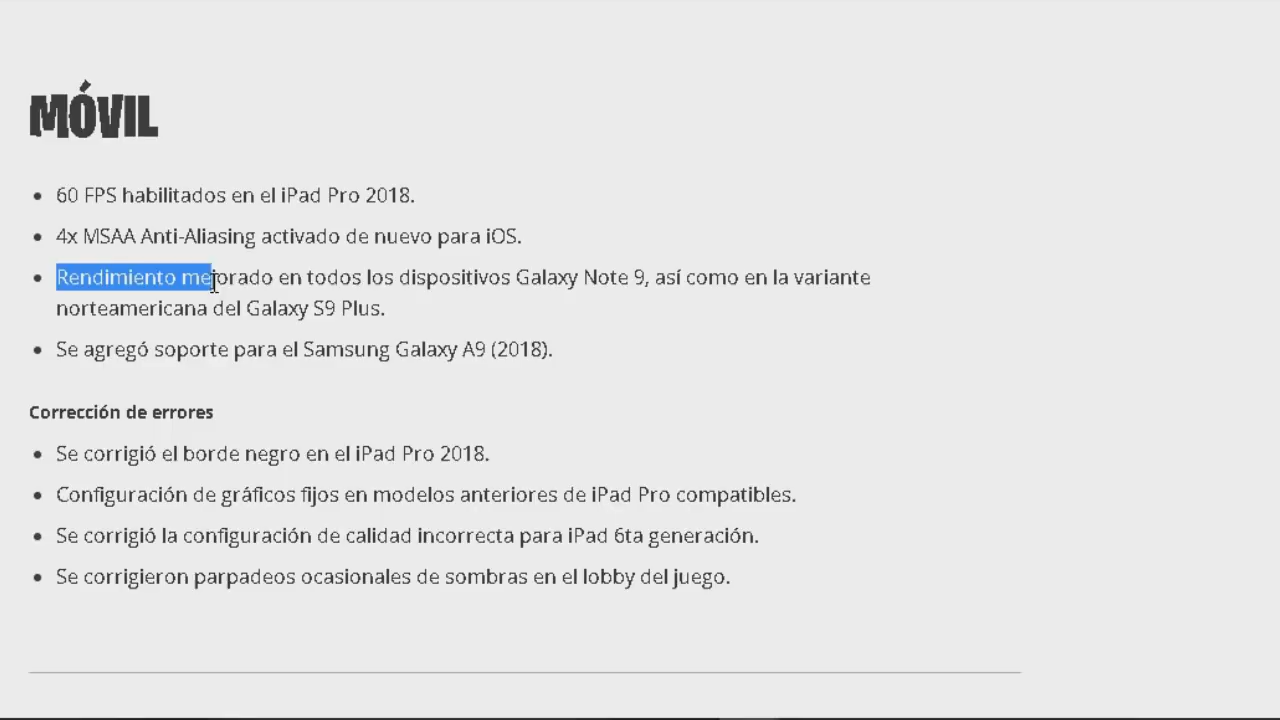 MÓVIL
• 60 FPS habilitados en el iPad Pro 2018.
• 4x MSAA Anti-Aliasing activado de nuevo para iOS.
• Rendimiento mejorado en todos los dispositivos Galaxy Note 9, así como en la variante
norteamericana del Galaxy S9 Plus.
• Se agregó soporte para el Samsung Galaxy A9 (2018).
Corrección de errores
• Se corrigió el borde negro en el iPad Pro 2018.
• Configuración de gráficos fijos en modelos anteriores de iPad Pro compatibles.
• Se corrigió la configuración de calidad incorrecta para iPad 6ta generación.
• Se corrigieron parpadeos ocasionales de sombras en el lobby del juego.